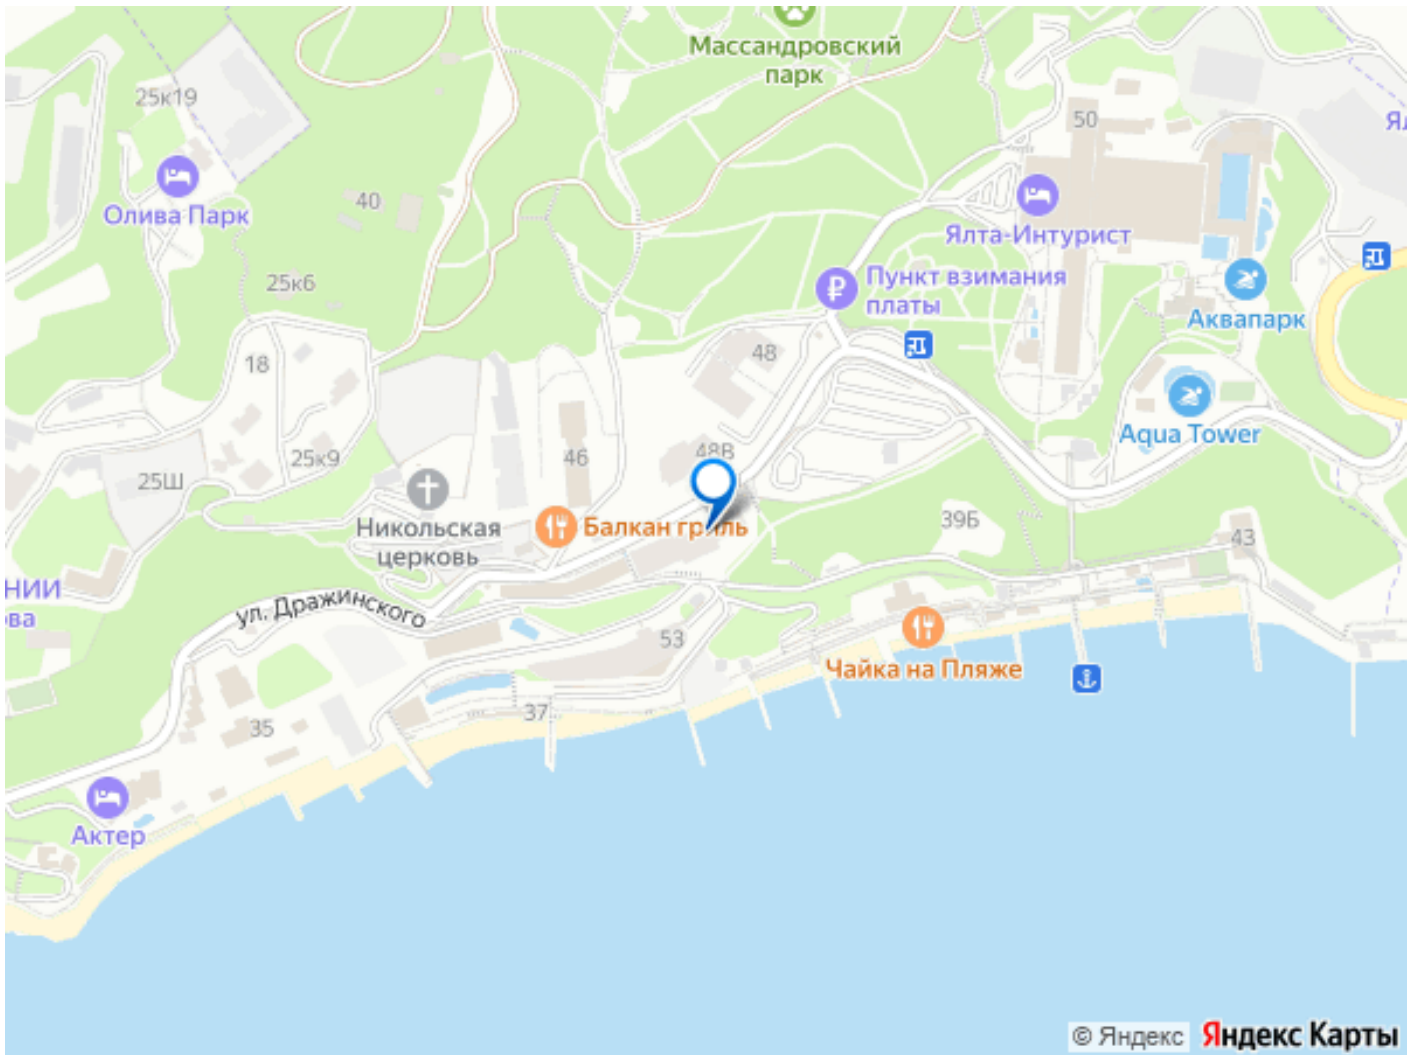 Массандровский
парк
25к19
50
Ял
40
Олива Парк
Ялта-Интурист
Пункт взимания
платы
25к6
Аквапарк
48
18
Aqua Tower
48В
25к9
46
25Ш
Никольская
церковь
Балкан гриль
39Б
43
НИИ
ова
ул. Дражинского
53
Чайка на Пляже
37
35
Актер
© Яндекс Яндекс Карты